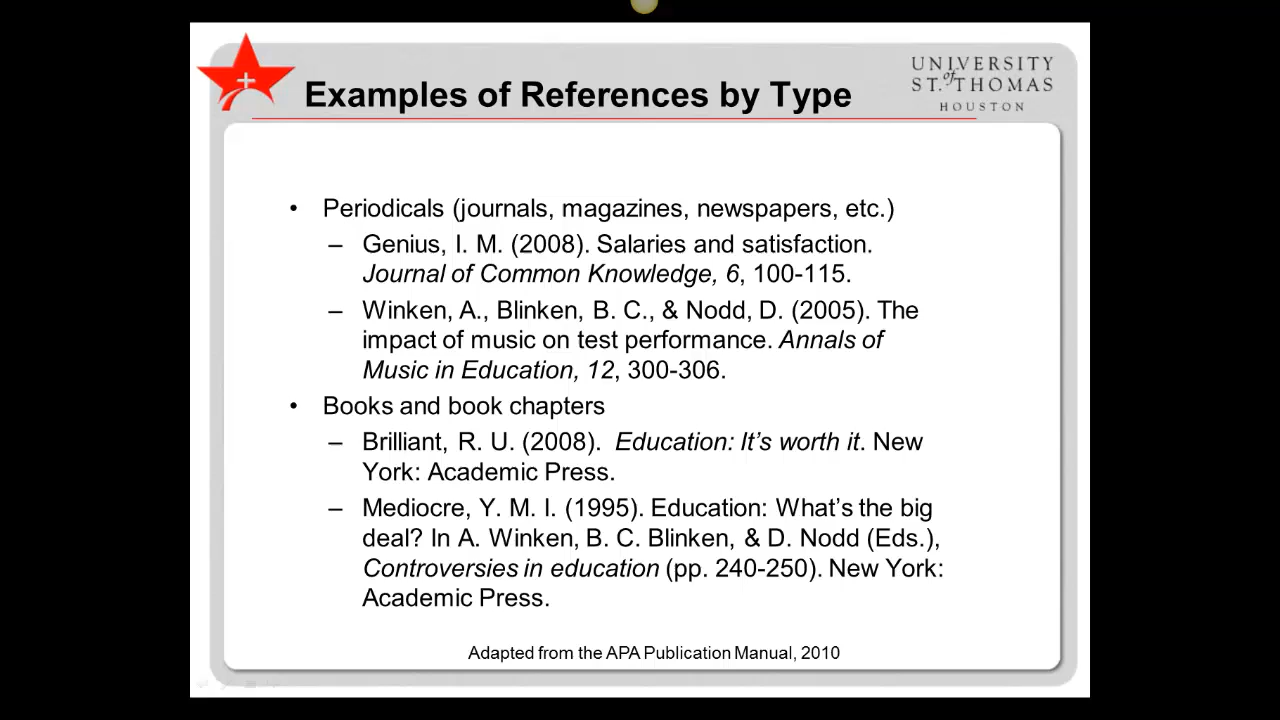 UNIVERSITY
of
ST. THOMAS
HOUSTON
Examples of References by Type
• Periodicals (journals, magazines, newspapers, etc.)
– Genius, I. M. (2008). Salaries and satisfaction.
Journal of Common Knowledge, 6, 100-115.
– Winken, A., Blinken, B. C., & Nodd, D. (2005). The
impact of music on test performance. Annals of
Music in Education, 12, 300-306.
• Books and book chapters
– Brilliant, R. U. (2008).  Education: It’s worth it. New
York: Academic Press.
– Mediocre, Y. M. I. (1995). Education: What’s the big
deal? In A. Winken, B. C. Blinken, & D. Nodd (Eds.),
Controversies in education (pp. 240-250). New York:
Academic Press.
Adapted from the APA Publication Manual, 2010